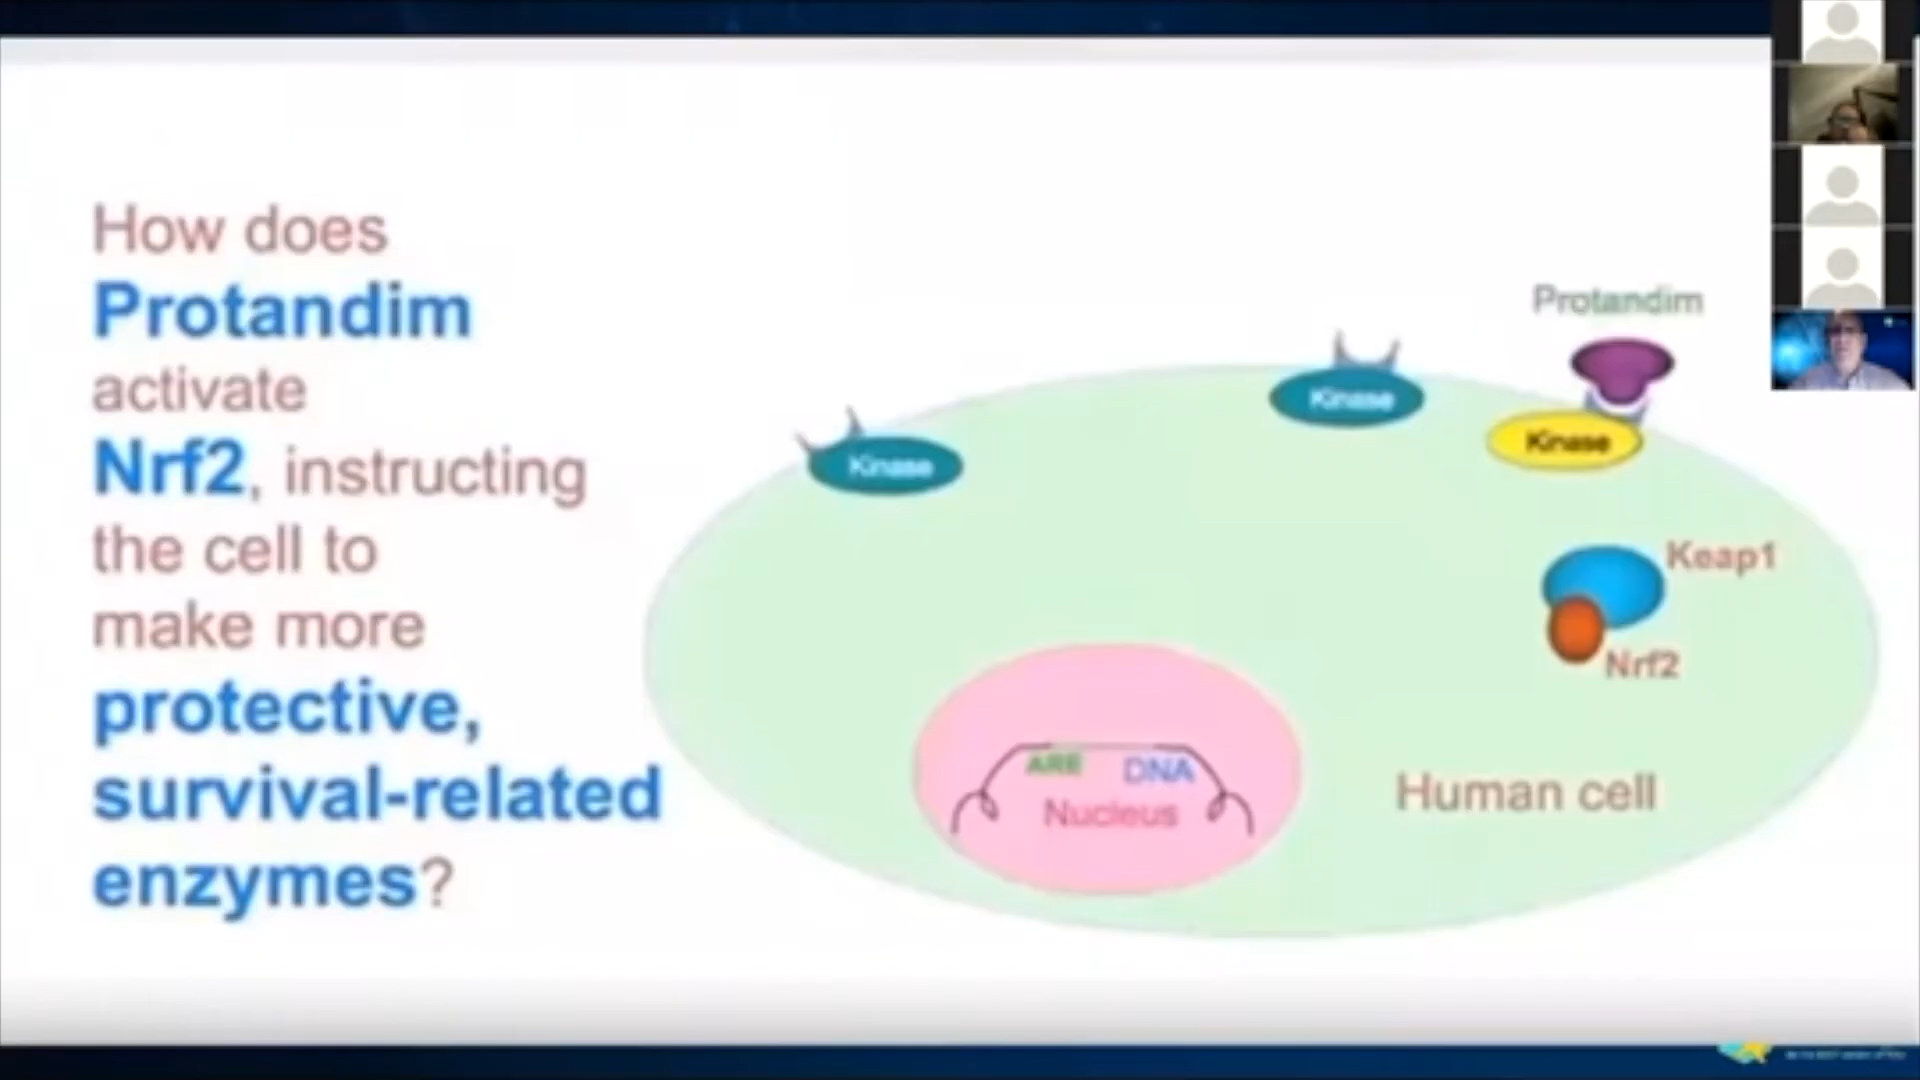 How does
Protandim
activate
Nrf2, instructing
the cell to
make more
protective,
survival-related
enzymes?
Protandim
Kinase
Kinase
Kinase
Keap1
Nrf2
ARE DNA
Nucleus
Human cell